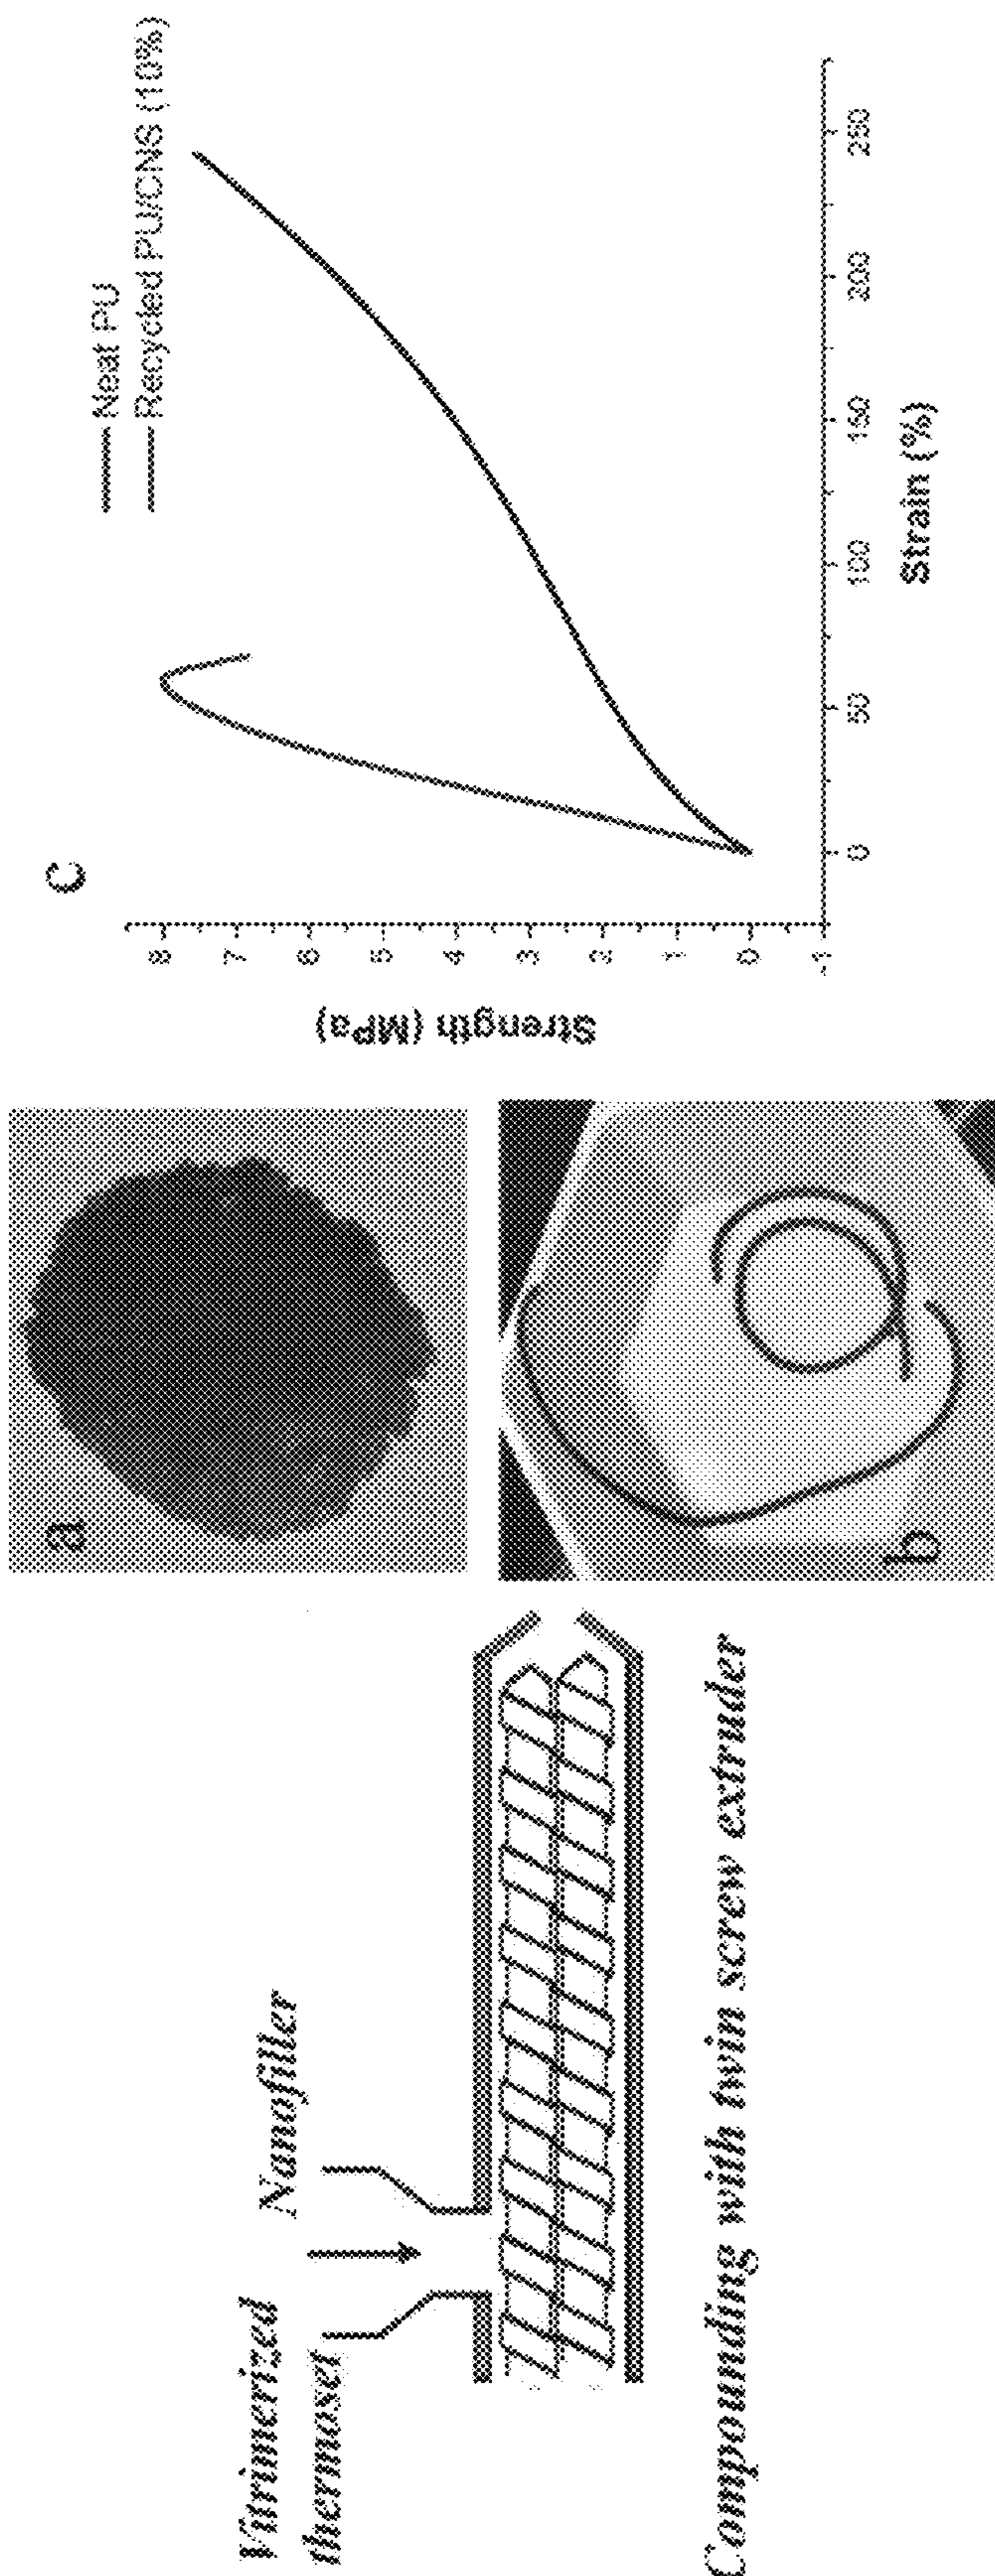 Vitrimerized
thermoset
Nanofiller
Compounding with twin screw extruder
a
b
c
Neat PU
Recycled PU/CNS (10%)
Strength (MPa)
8
7
6
5
4
3
2
1
0
-1
0
50
100
150
200
250
Strain (%)